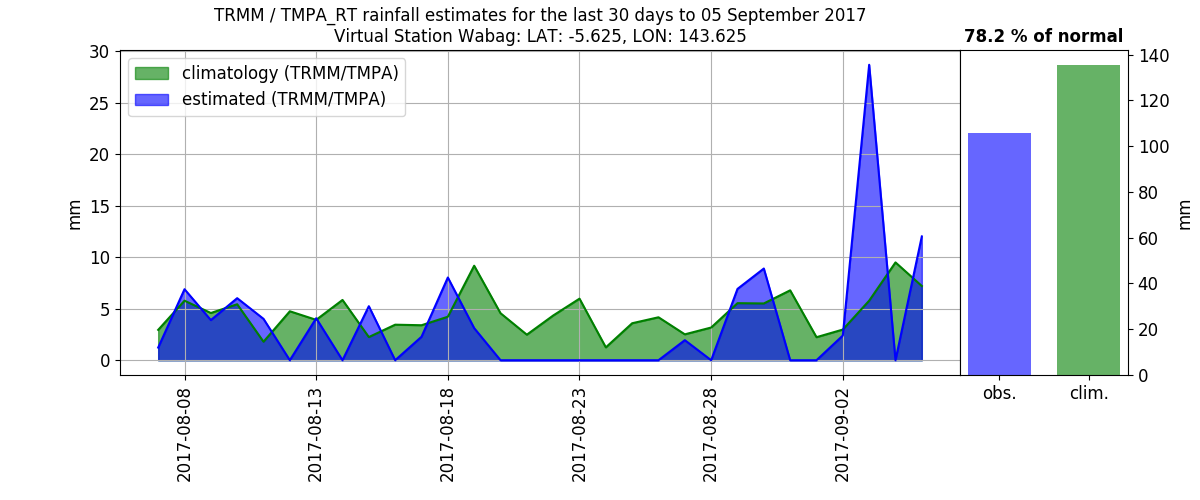 TRMM / TMPA_RT rainfall estimates for the last 30 days to 05 September 2017
Virtual Station Wabag: LAT: -5.625, LON: 143.625
78.2 % of normal
climatology (TRMM/TMPA)
estimated (TRMM/TMPA)
mm
30
25
20
15
10
5
0
2017-08-08
2017-08-13
2017-08-18
2017-08-23
2017-08-28
2017-09-02
140
120
100
80
60
40
20
0
mm
obs.
clim.